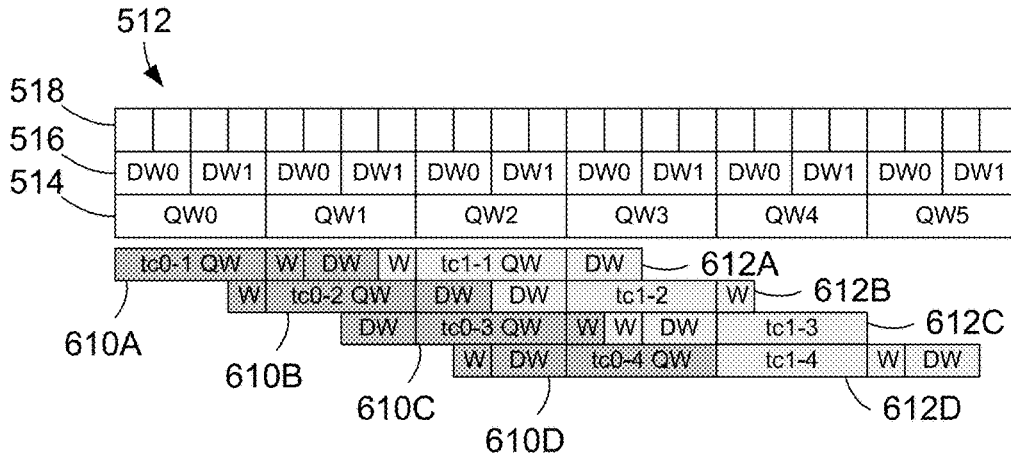 512
518
516 DW0 DW1 DW0 DW1 DW0 DW1 DW0 DW1 DW0 DW1 DW0 DW1
514 QW0 QW1 QW2 QW3 QW4 QW5
tc0-1 QW W DW W tc1-1 QW DW 612A
W tc0-2 QW DW DW tc1-2 W 612B
610A DW tc0-3 QW W W DW tc1-3 612C
610B W DW tc0-4 QW tc1-4 W DW
610C 612D
610D